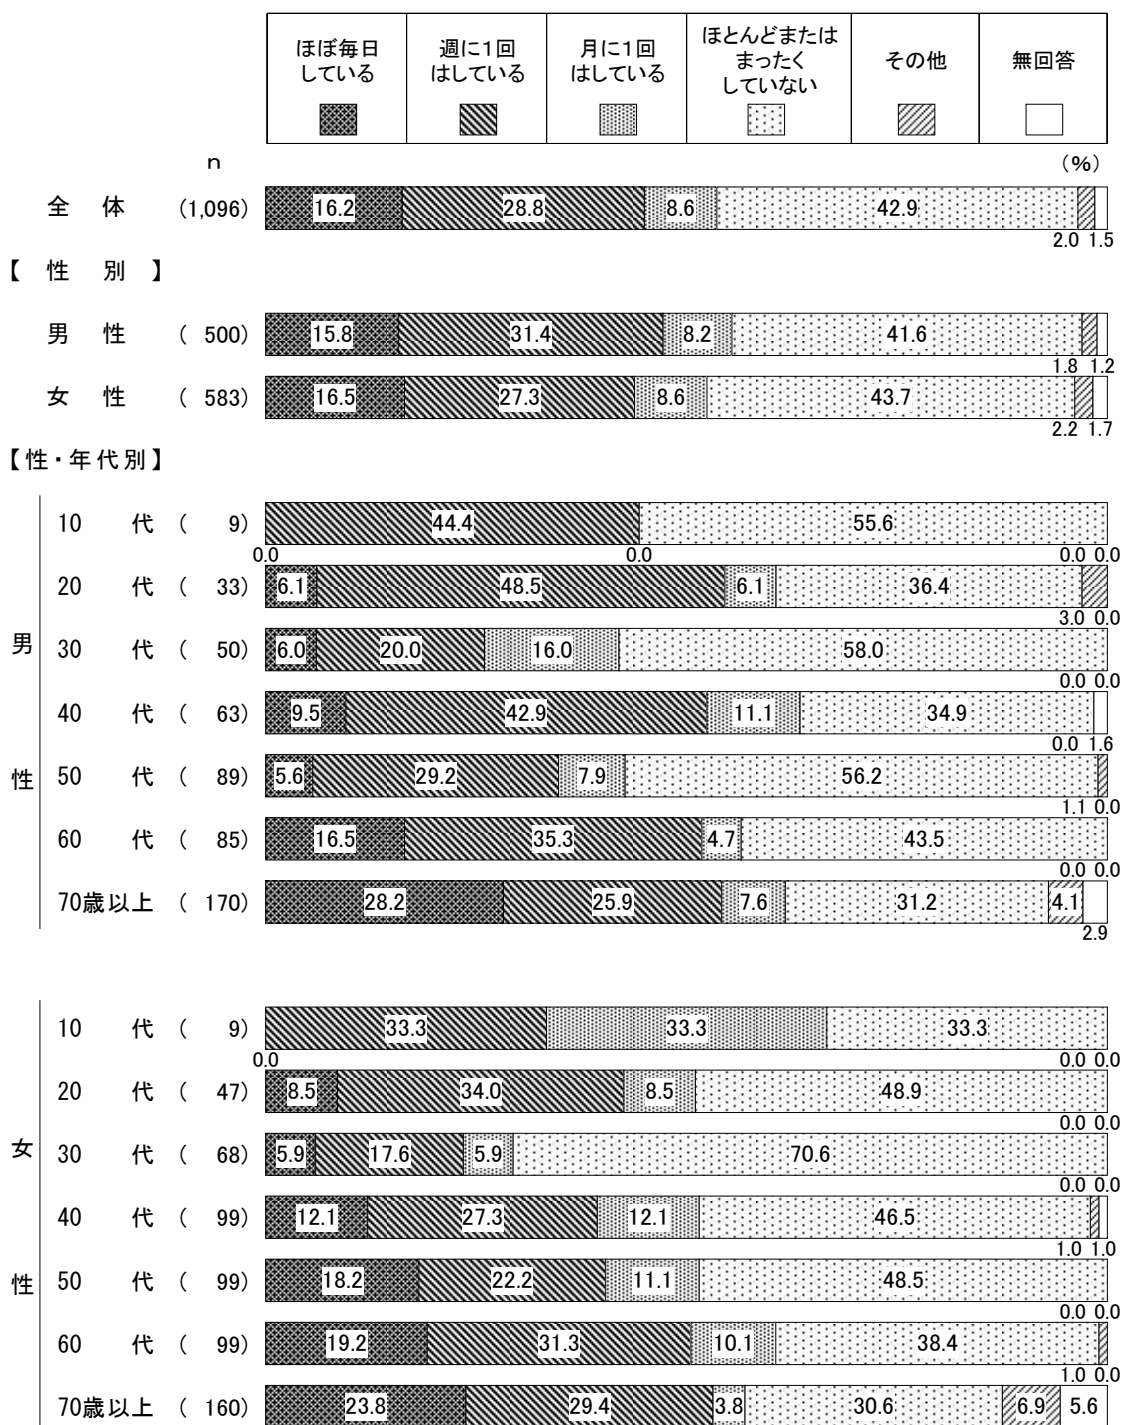 ほぼ毎日
している
週に1回
はしている
月に1回
はしている
ほとんどまたは
まったく
していない
その他
無回答
n
(%)
全 体 (1,096) 16.2 28.8 8.6 42.9
2.0 1.5
【 性 別 】
男 性 ( 500) 15.8 31.4 8.2 41.6
1.8 1.2
女 性 ( 583) 16.5 27.3 8.6 43.7
2.2 1.7
【性・年代別】
男性
10 代 ( 9) 44.4 55.6
0.0 0.0 0.0 0.0
20 代 ( 33) 6.1 48.5 6.1 36.4
3.0 0.0
30 代 ( 50) 6.0 20.0 16.0 58.0
0.0 0.0
40 代 ( 63) 9.5 42.9 11.1 34.9
0.0 1.6
50 代 ( 89) 5.6 29.2 7.9 56.2
1.1 0.0
60 代 ( 85) 16.5 35.3 4.7 43.5
0.0 0.0
70歳以上 ( 170) 28.2 25.9 7.6 31.2 4.1
2.9
女性
10 代 ( 9) 33.3 33.3 33.3
0.0 0.0 0.0
20 代 ( 47) 8.5 34.0 8.5 48.9
0.0 0.0
30 代 ( 68) 5.9 17.6 5.9 70.6
0.0 0.0
40 代 ( 99) 12.1 27.3 12.1 46.5
1.0 1.0
50 代 ( 99) 18.2 22.2 11.1 48.5
0.0 0.0
60 代 ( 99) 19.2 31.3 10.1 38.4
1.0 0.0
70歳以上 ( 160) 23.8 29.4 3.8 30.6 6.9 5.6